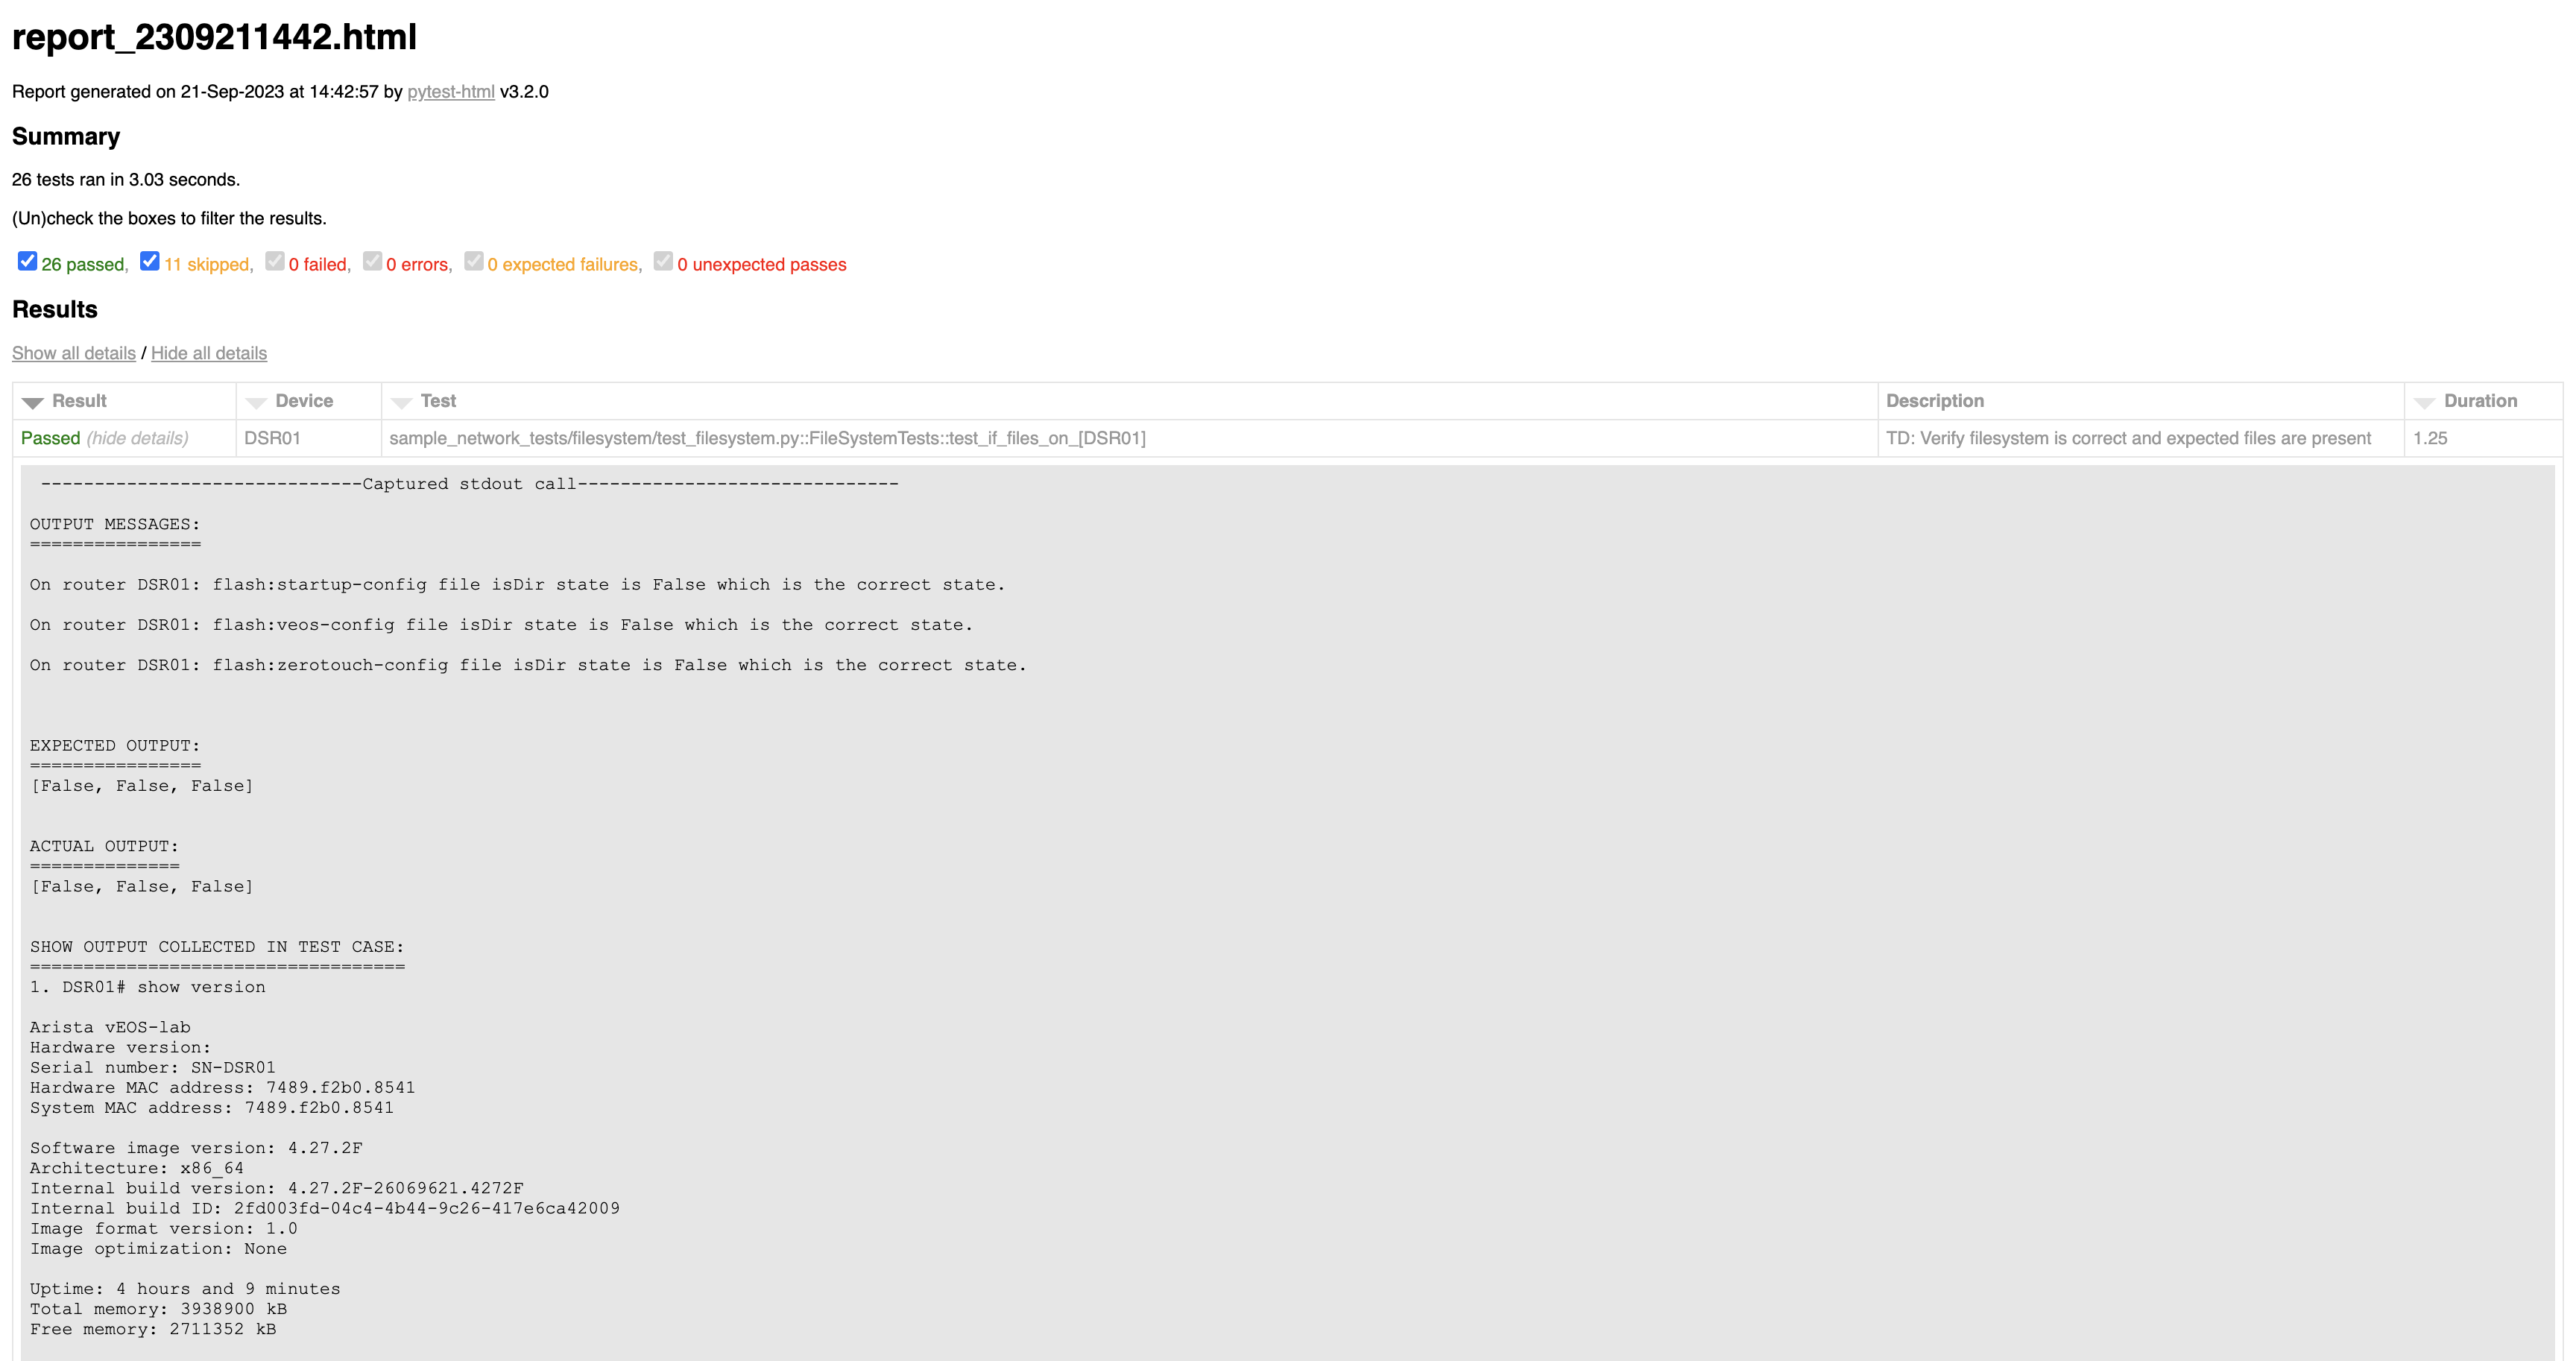 report_2309211442.html
Report generated on 21-Sep-2023 at 14:42:57 by pytest-html v3.2.0
Summary
26 tests ran in 3.03 seconds.
(Un)check the boxes to filter the results.
26 passed, 11 skipped, 0 failed, 0 errors, 0 expected failures, 0 unexpected passes
Results
Show all details / Hide all details
Result Device Test Description Duration
Passed (hide details) DSR01 sample_network_tests/filesystem/test_filesystem.py::FileSystemTests::test_if_files_on_[DSR01] TD: Verify filesystem is correct and expected files are present 1.25
------------------------------Captured stdout call------------------------------
OUTPUT MESSAGES:
================
On router DSR01: flash:startup-config file isDir state is False which is the correct state.
On router DSR01: flash:veos-config file isDir state is False which is the correct state.
On router DSR01: flash:zerotouch-config file isDir state is False which is the correct state.
EXPECTED OUTPUT:
================
[False, False, False]
ACTUAL OUTPUT:
==============
[False, False, False]
SHOW OUTPUT COLLECTED IN TEST CASE:
===================================
1. DSR01# show version
Arista vEOS-lab
Hardware version:
Serial number: SN-DSR01
Hardware MAC address: 7489.f2b0.8541
System MAC address: 7489.f2b0.8541
Software image version: 4.27.2F
Architecture: x86_64
Internal build version: 4.27.2F-26069621.4272F
Internal build ID: 2fd003fd-04c4-4b44-9c26-417e6ca42009
Image format version: 1.0
Image optimization: None
Uptime: 4 hours and 9 minutes
Total memory: 3938900 kB
Free memory: 2711352 kB